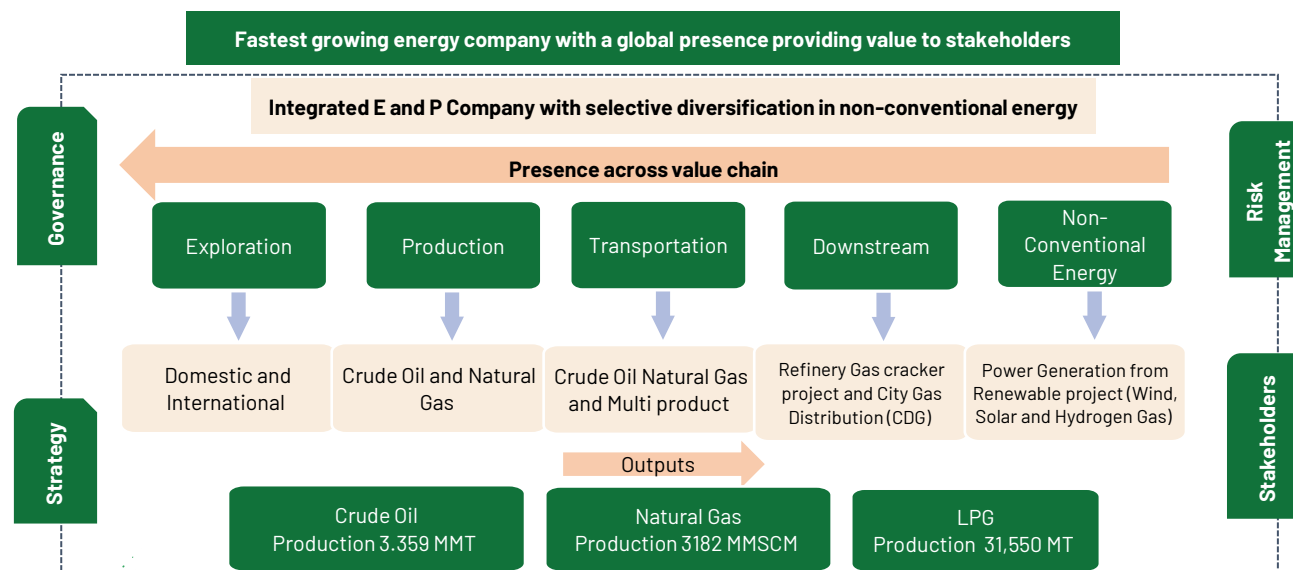 Fastest growing energy company with a global presence providing value to stakeholders
Integrated E and P Company with selective diversification in non-conventional energy
Governance
Risk
Management
Presence across value chain
Exploration
Production
Transportation
Downstream
Non-
Conventional
Energy
Domestic and
International
Crude Oil and Natural
Gas
Crude Oil Natural Gas
and Multi product
Refinery Gas cracker
project and City Gas
Distribution (CDG)
Power Generation from
Renewable project (Wind,
Solar and Hydrogen Gas)
Strategy
Stakeholders
Outputs
Crude Oil
Production 3.359 MMT
Natural Gas
Production 3182 MMSCM
LPG
Production 31,550 MT